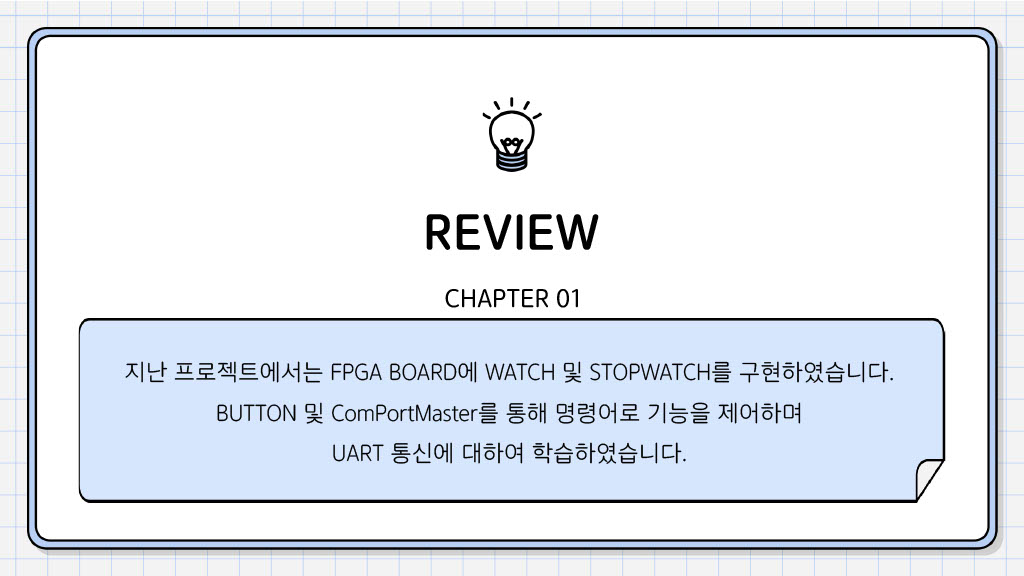 REVIEW
CHAPTER 01
지난 프로젝트에서는 FPGA BOARD에 WATCH 및 STOPWATCH를 구현하였습니다.
BUTTON 및 ComPortMaster를 통해 명령어로 기능을 제어하며
UART 통신에 대하여 학습하였습니다.